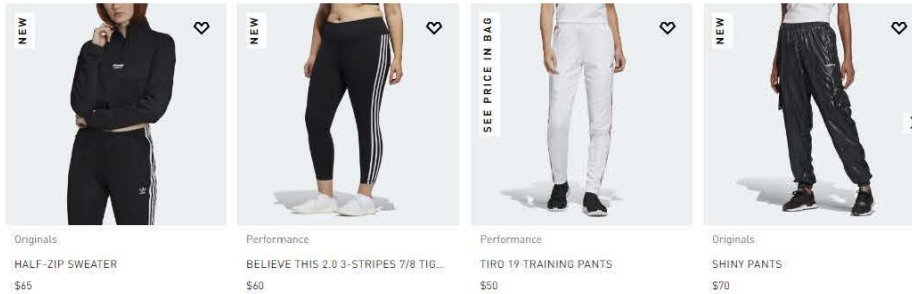 NEW
NEW
SEE PRICE IN BAG
NEW
Originals
Performance
Performance
Originals
HALF-ZIP SWEATER
BELIEVE THIS 2.0 3-STRIPES 7/8 TIG...
TIRO 19 TRAINING PANTS
SHINY PANTS
$65
$60
$50
$70